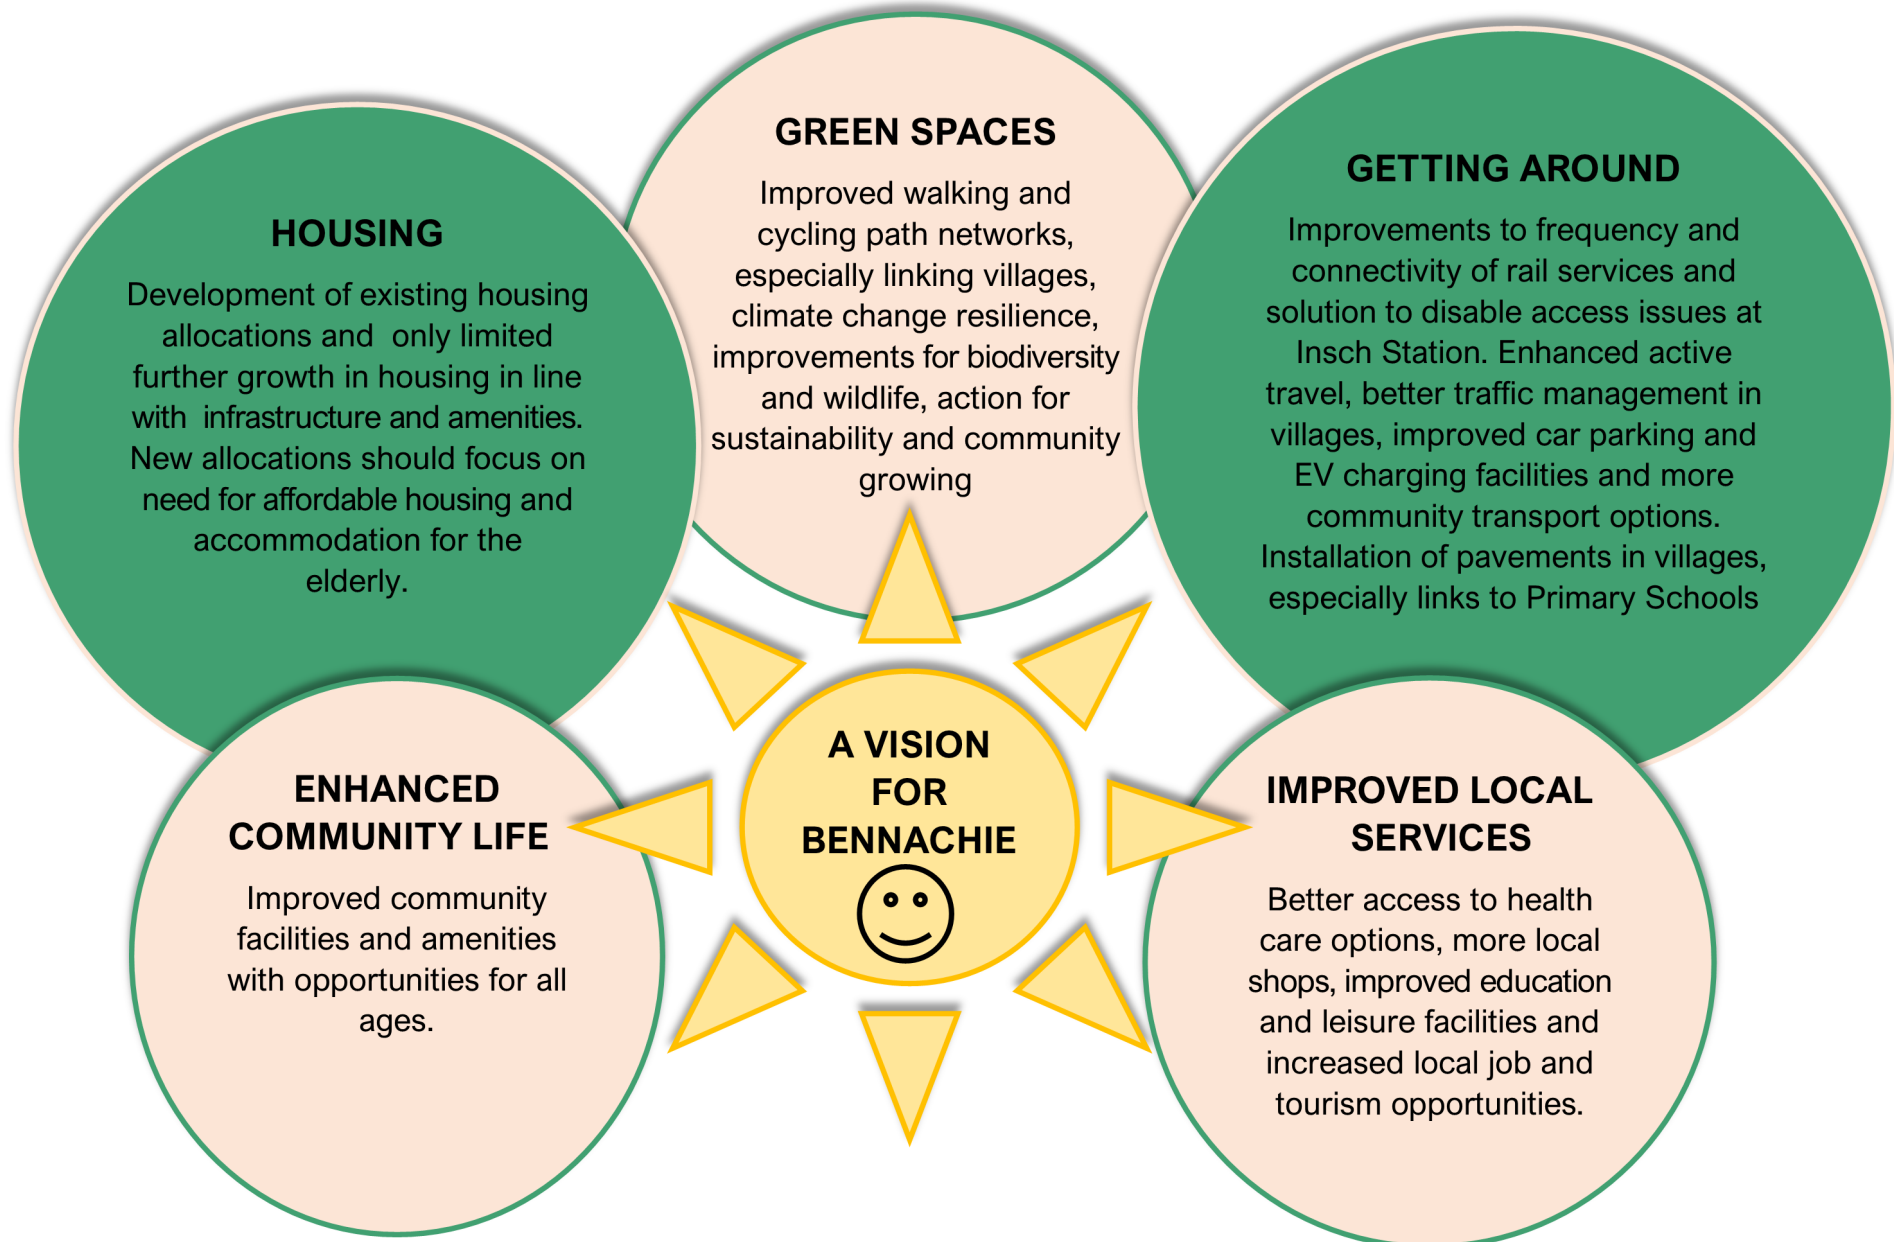 HOUSING
Development of existing housing
allocations and only limited
further growth in housing in line
with infrastructure and amenities.
New allocations should focus on
need for affordable housing and
accommodation for the
elderly.
GREEN SPACES
Improved walking and
cycling path networks,
especially linking villages,
climate change resilience,
improvements for biodiversity
and wildlife, action for
sustainability and community
growing
GETTING AROUND
Improvements to frequency and
connectivity of rail services and
solution to disable access issues at
Insch Station. Enhanced active
travel, better traffic management in
villages, improved car parking and
EV charging facilities and more
community transport options.
Installation of pavements in villages,
especially links to Primary Schools
ENHANCED
COMMUNITY LIFE
Improved community
facilities and amenities
with opportunities for all
ages.
A VISION
FOR
BENNACHIE
IMPROVED LOCAL
SERVICES
Better access to health
care options, more local
shops, improved education
and leisure facilities and
increased local job and
tourism opportunities.